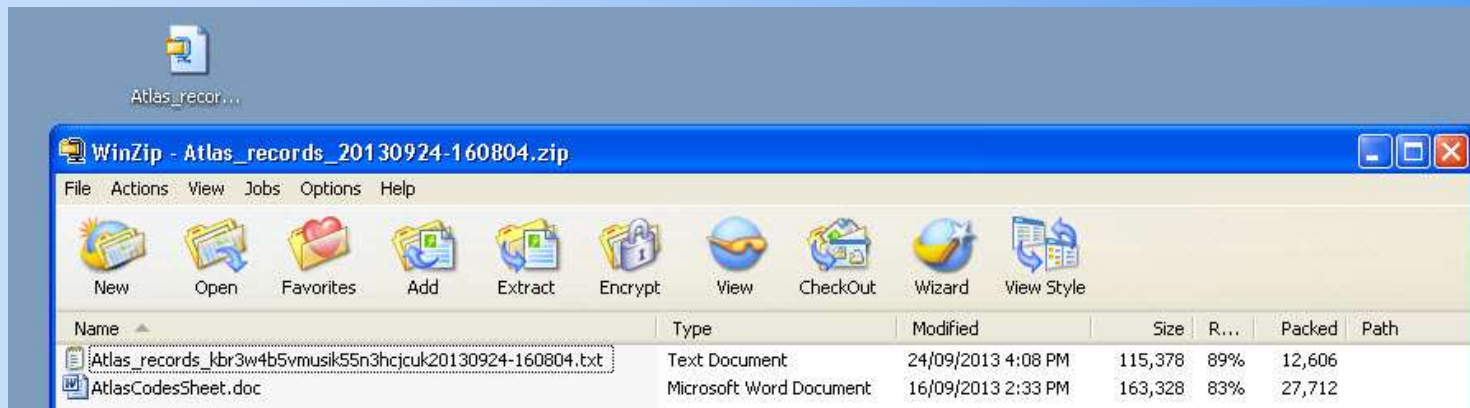 Atlas_recor...
WinZip - Atlas_records_20130924-160804.zip
File Actions View Jobs Options Help
New Open Favorites Add Extract Encrypt View CheckOut Wizard View Style
Name Type Modified Size R... Packed Path
Atlas_records_kbr3w4b5vmusik55n3hcjcuk20130924-160804.txt Text Document 24/09/2013 4:08 PM 115,378 89% 12,606
AtlasCodesSheet.doc Microsoft Word Document 16/09/2013 2:33 PM 163,328 83% 27,712